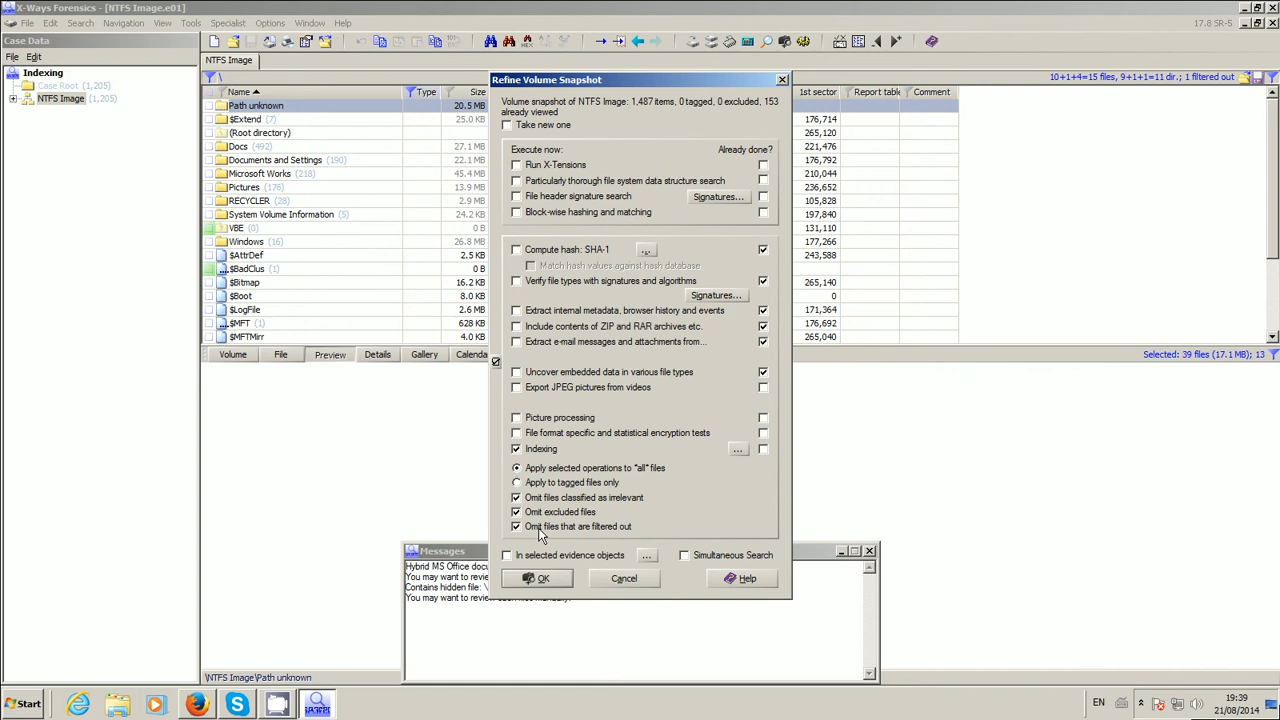 X-Ways Forensics - [NTFS Image.e01]
File Edit Search Navigation View Tools Specialist Options Window Help
17.8 SR-5
Case Data
File Edit
Indexing
Case Root (1,205)
NTFS Image (1,205)
NTFS Image
\
10+1+4=15 files, 9+1+1=11 dir.; 1 filtered out
Name Type Size 1st sector Report table Comment
Path unknown 20.5 MB
$Extend (7) 25.0 KB 176,714
(Root directory) 265,120
Docs (492) 27.1 MB 221,476
Documents and Settings (190) 22.1 MB 176,792
Microsoft Works (218) 45.4 MB 210,044
Pictures (176) 13.9 MB 236,652
RECYCLER (201) 105,828
System Volume Information (5) 24.2 KB 197,840
VBE (0) 0 B 131,110
Windows (16) 26.8 MB 177,266
$AttrDef 2.5 KB 243,588
$BadClus (1) 0 B
$Bitmap 16.2 KB 265,140
$Boot 8.0 KB 0
$LogFile 2.6 MB 171,364
$MFT (1) 628 KB 176,692
$MFTMirr 4.0 KB 265,040
Volume File Preview Details Gallery Calenda
Selected: 39 files (17.1 MB); 13
Refine Volume Snapshot
Volume snapshot of NTFS Image: 1,487 items, 0 tagged, 0 excluded, 153
already viewed
Take new one
Execute now: Already done?
Run X-Tensions
Particularly thorough file system data structure search
File header signature search Signatures...
Block-wise hashing and matching
Compute hash: SHA-1 ...
Match hash values against hash database
Verify file types with signatures and algorithms
Signatures...
Extract internal metadata, browser history and events
Include contents of ZIP and RAR archives etc.
Extract e-mail messages and attachments from...
Uncover embedded data in various file types
Export JPEG pictures from videos
Picture processing
File format specific and statistical encryption tests
Indexing ...
Apply selected operations to "all" files
Apply to tagged files only
Omit files classified as irrelevant
Omit excluded files
Omit files that are filtered out
In selected evidence objects ... Simultaneous Search
OK Cancel Help
Messages
Hybrid MS Office docu
You may want to revie
Contains hidden file: \
You may want to review such files manually.
\NTFS Image\Path unknown
Start
EN
19:39
21/08/2014